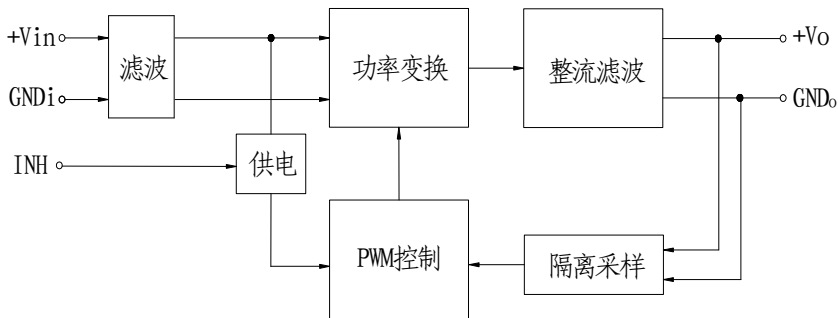 +Vin
滤波
功率变换
整流滤波
+Vo
GNDi
GNDo
INH
供电
PWM控制
隔离采样